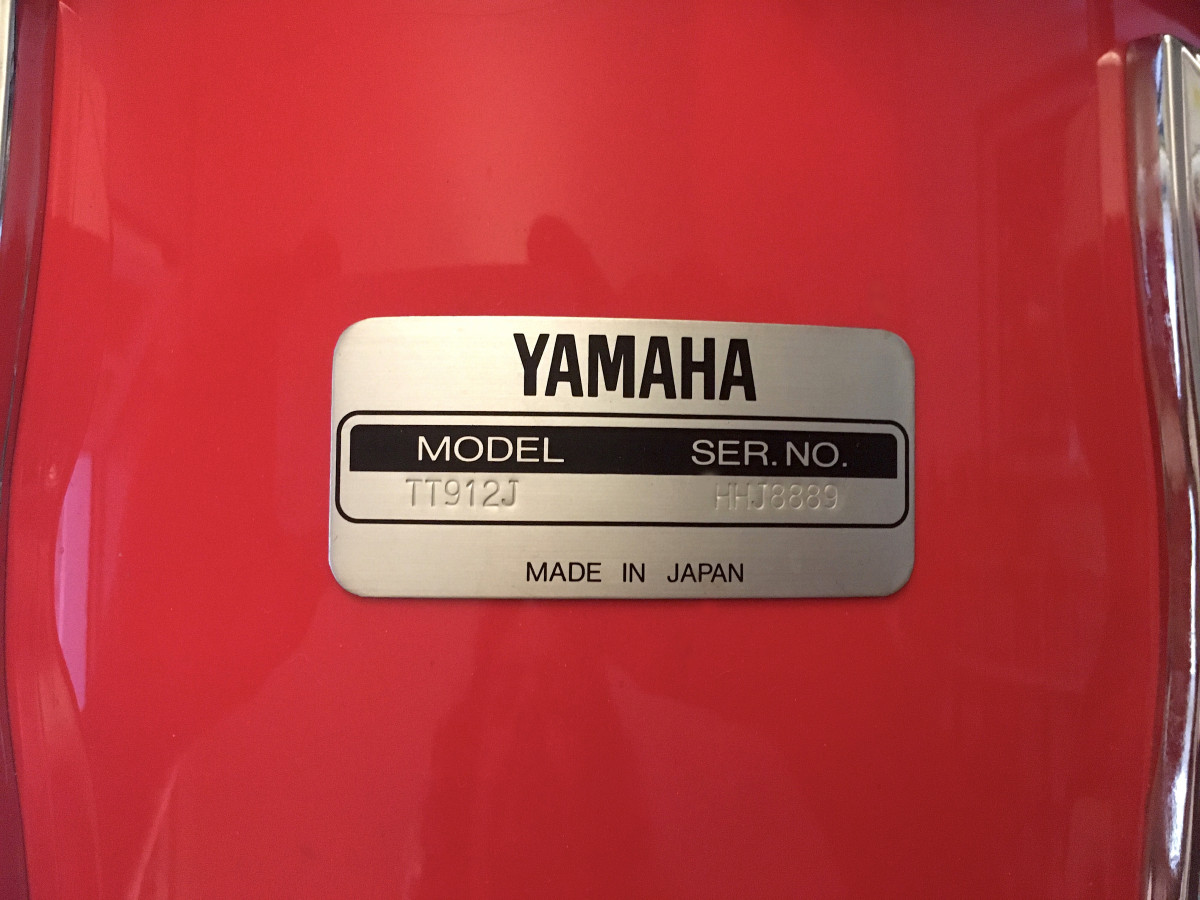 YAMAHA
MODEL SER. NO.
TT912J HHJ8889
MADE IN JAPAN